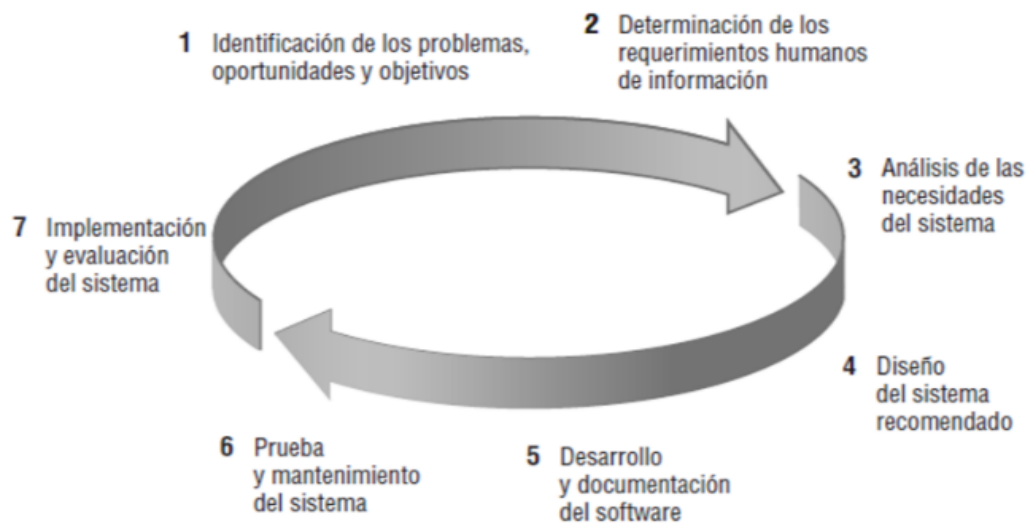 1 Identificación de los problemas,
oportunidades y objetivos
2 Determinación de los
requerimientos humanos
de información
3 Análisis de las
necesidades
del sistema
4 Diseño
del sistema
recomendado
5 Desarrollo
y documentación
del software
6 Prueba
y mantenimiento
del sistema
7 Implementación
y evaluación
del sistema